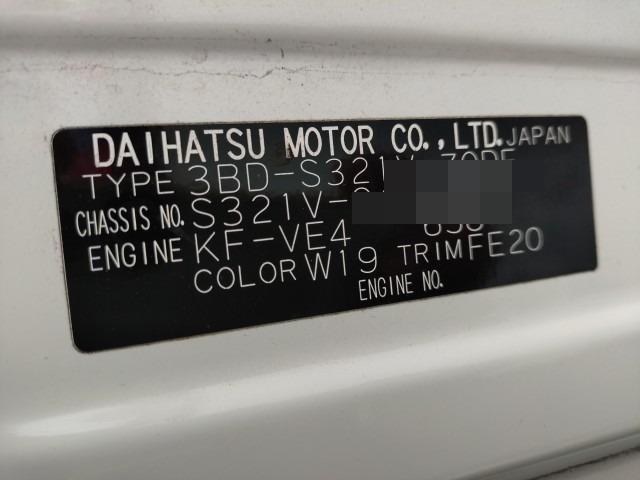 DAIHATSU MOTOR CO.,LTD. JAPAN
TYPE 3BD-S321V
CHASSIS NO. S321V-
ENGINE KF-VE4
COLOR W19 TRIM FE20
ENGINE NO.